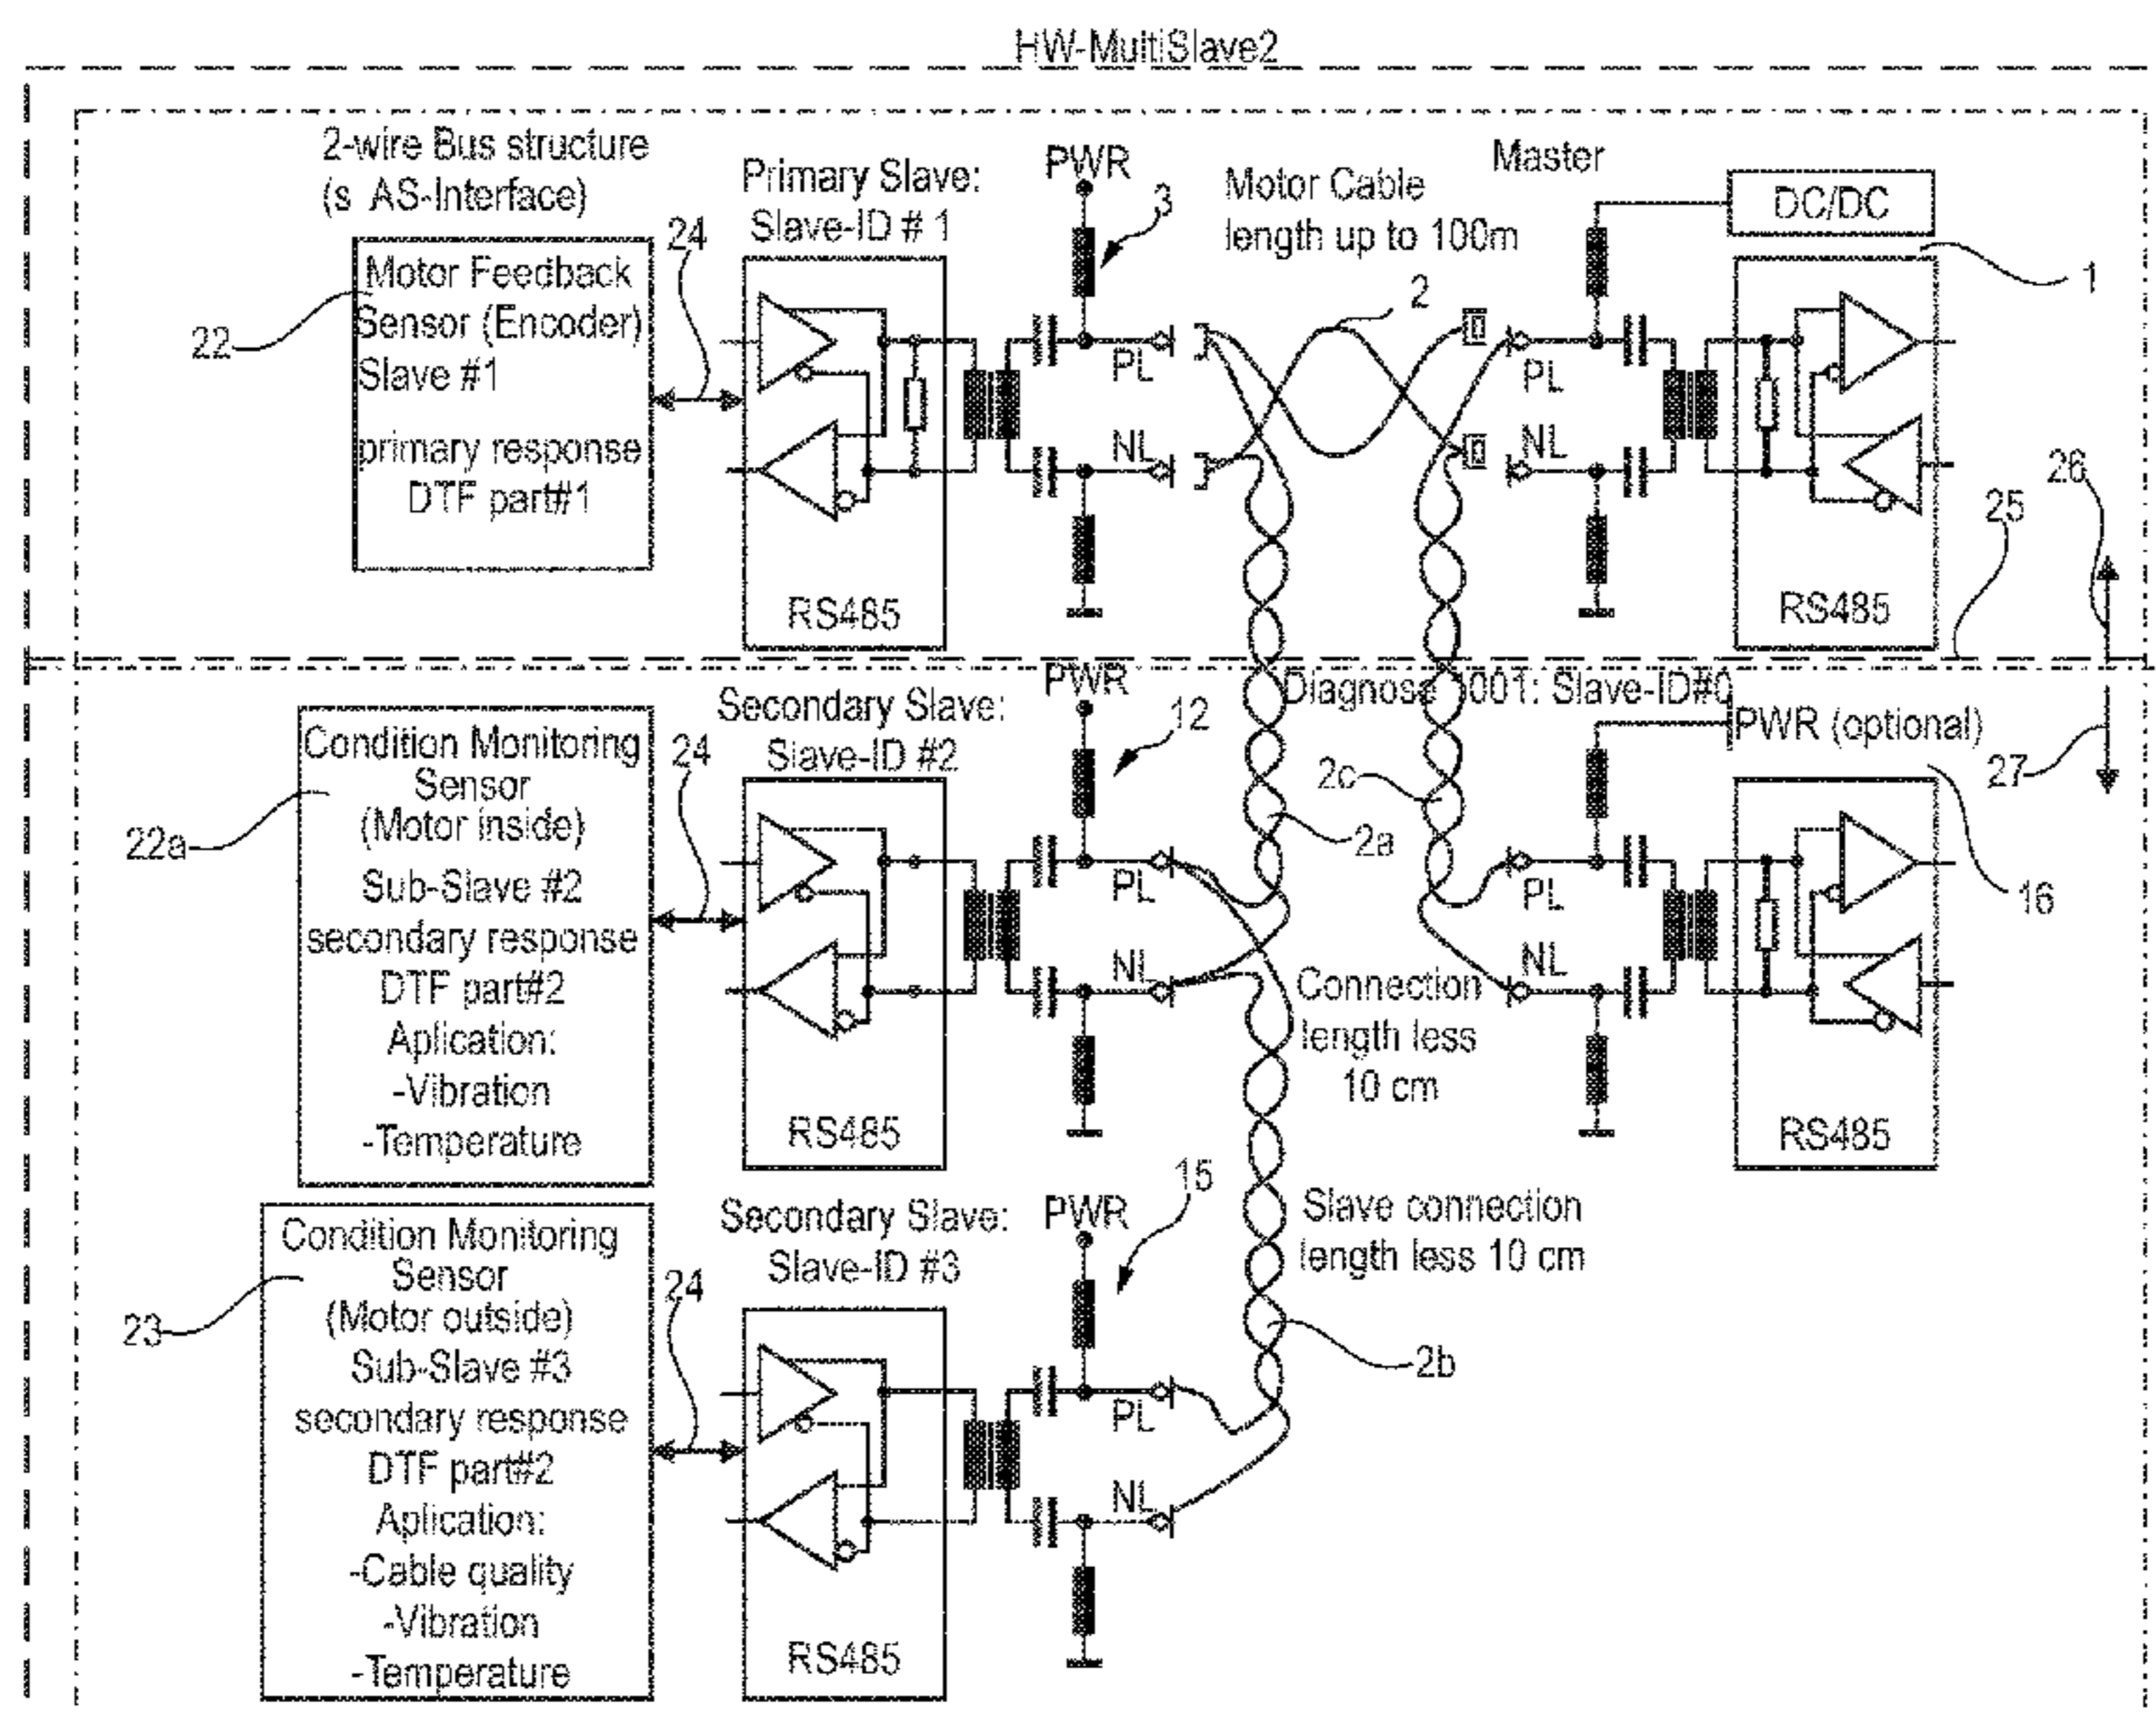 HW-MultiSlave2
2-wire Bus structure
(s AS-Interface)
Primary Slave:
Slave-ID # 1
PWR
3
Motor Cable
length up to 100m
Master
DC/DC
1
24
22
Motor Feedback
Sensor (Encoder)
Slave #1
primary response
DTF part#1
RS485
PL
NL
2
PL
NL
RS485
26
25
Secondary Slave:
Slave-ID #2
PWR
12
Diagnose 001: Slave-ID#0
PWR (optional)
27
24
22a
Condition Monitoring
Sensor
(Motor inside)
Sub-Slave #2
secondary response
DTF part#2
Aplication:
-Vibration
-Temperature
RS485
PL
NL
2a
2c
Connection
length less
10 cm
PL
NL
16
RS485
Secondary Slave:
Slave-ID #3
PWR
15
Slave connection
length less 10 cm
2b
24
23
Condition Monitoring
Sensor
(Motor outside)
Sub-Slave #3
secondary response
DTF part#2
Aplication:
-Cable quality
-Vibration
-Temperature
RS485
PL
NL